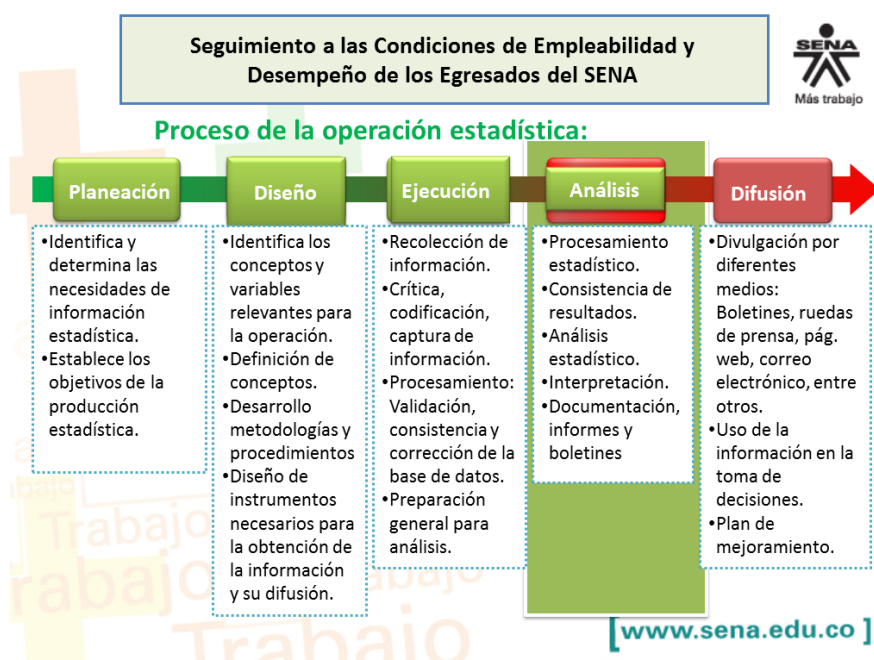 Seguimiento a las Condiciones de Empleabilidad y
Desempeño de los Egresados del SENA
SENA
Más trabajo
Proceso de la operación estadística:
Planeación
•Identifica y
determina las
necesidades de
información
estadística.
•Establece los
objetivos de la
producción
estadística.
Diseño
•Identifica los
conceptos y
variables
relevantes para
la operación.
•Definición de
conceptos.
•Desarrollo
metodologías y
procedimientos
•Diseño de
instrumentos
necesarios para
la obtención de
la información
y su difusión.
Ejecución
•Recolección de
información.
•Crítica,
codificación,
captura de
información.
•Procesamiento:
Validación,
consistencia y
corrección de la
base de datos.
•Preparación
general para
análisis.
Análisis
•Procesamiento
estadístico.
•Consistencia de
resultados.
•Análisis
estadístico.
•Interpretación.
•Documentación,
informes y
boletines
Difusión
•Divulgación por
diferentes
medios:
Boletines, ruedas
de prensa, pág.
web, correo
electrónico, entre
otros.
•Uso de la
información en la
toma de
decisiones.
•Plan de
mejoramiento.
Trabajo
rabajo
abajo
Trabajo
[www.sena.edu.co]